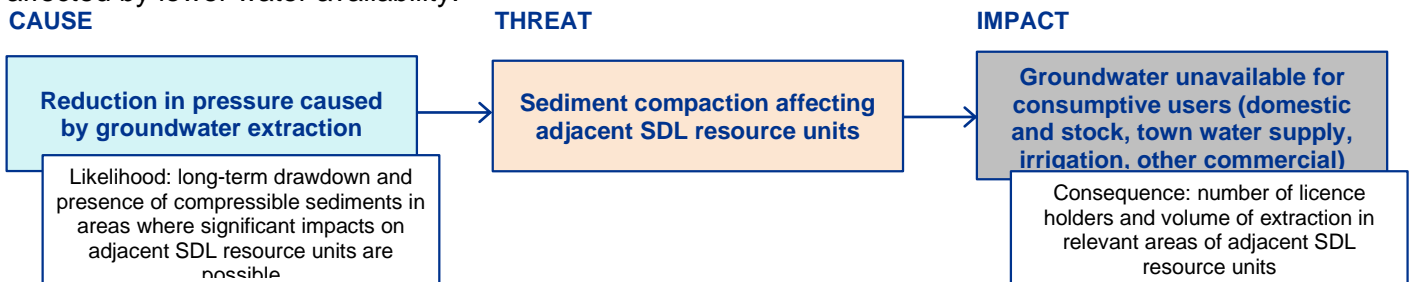 affected by lower water availability.
CAUSE
THREAT
IMPACT
Reduction in pressure caused
by groundwater extraction
Sediment compaction affecting
adjacent SDL resource units
Groundwater unavailable for
consumptive users (domestic
and stock, town water supply,
irrigation, other commercial)
Likelihood: long-term drawdown and
presence of compressible sediments in
areas where significant impacts on
adjacent SDL resource units are
possible
Consequence: number of licence
holders and volume of extraction in
relevant areas of adjacent SDL
resource units